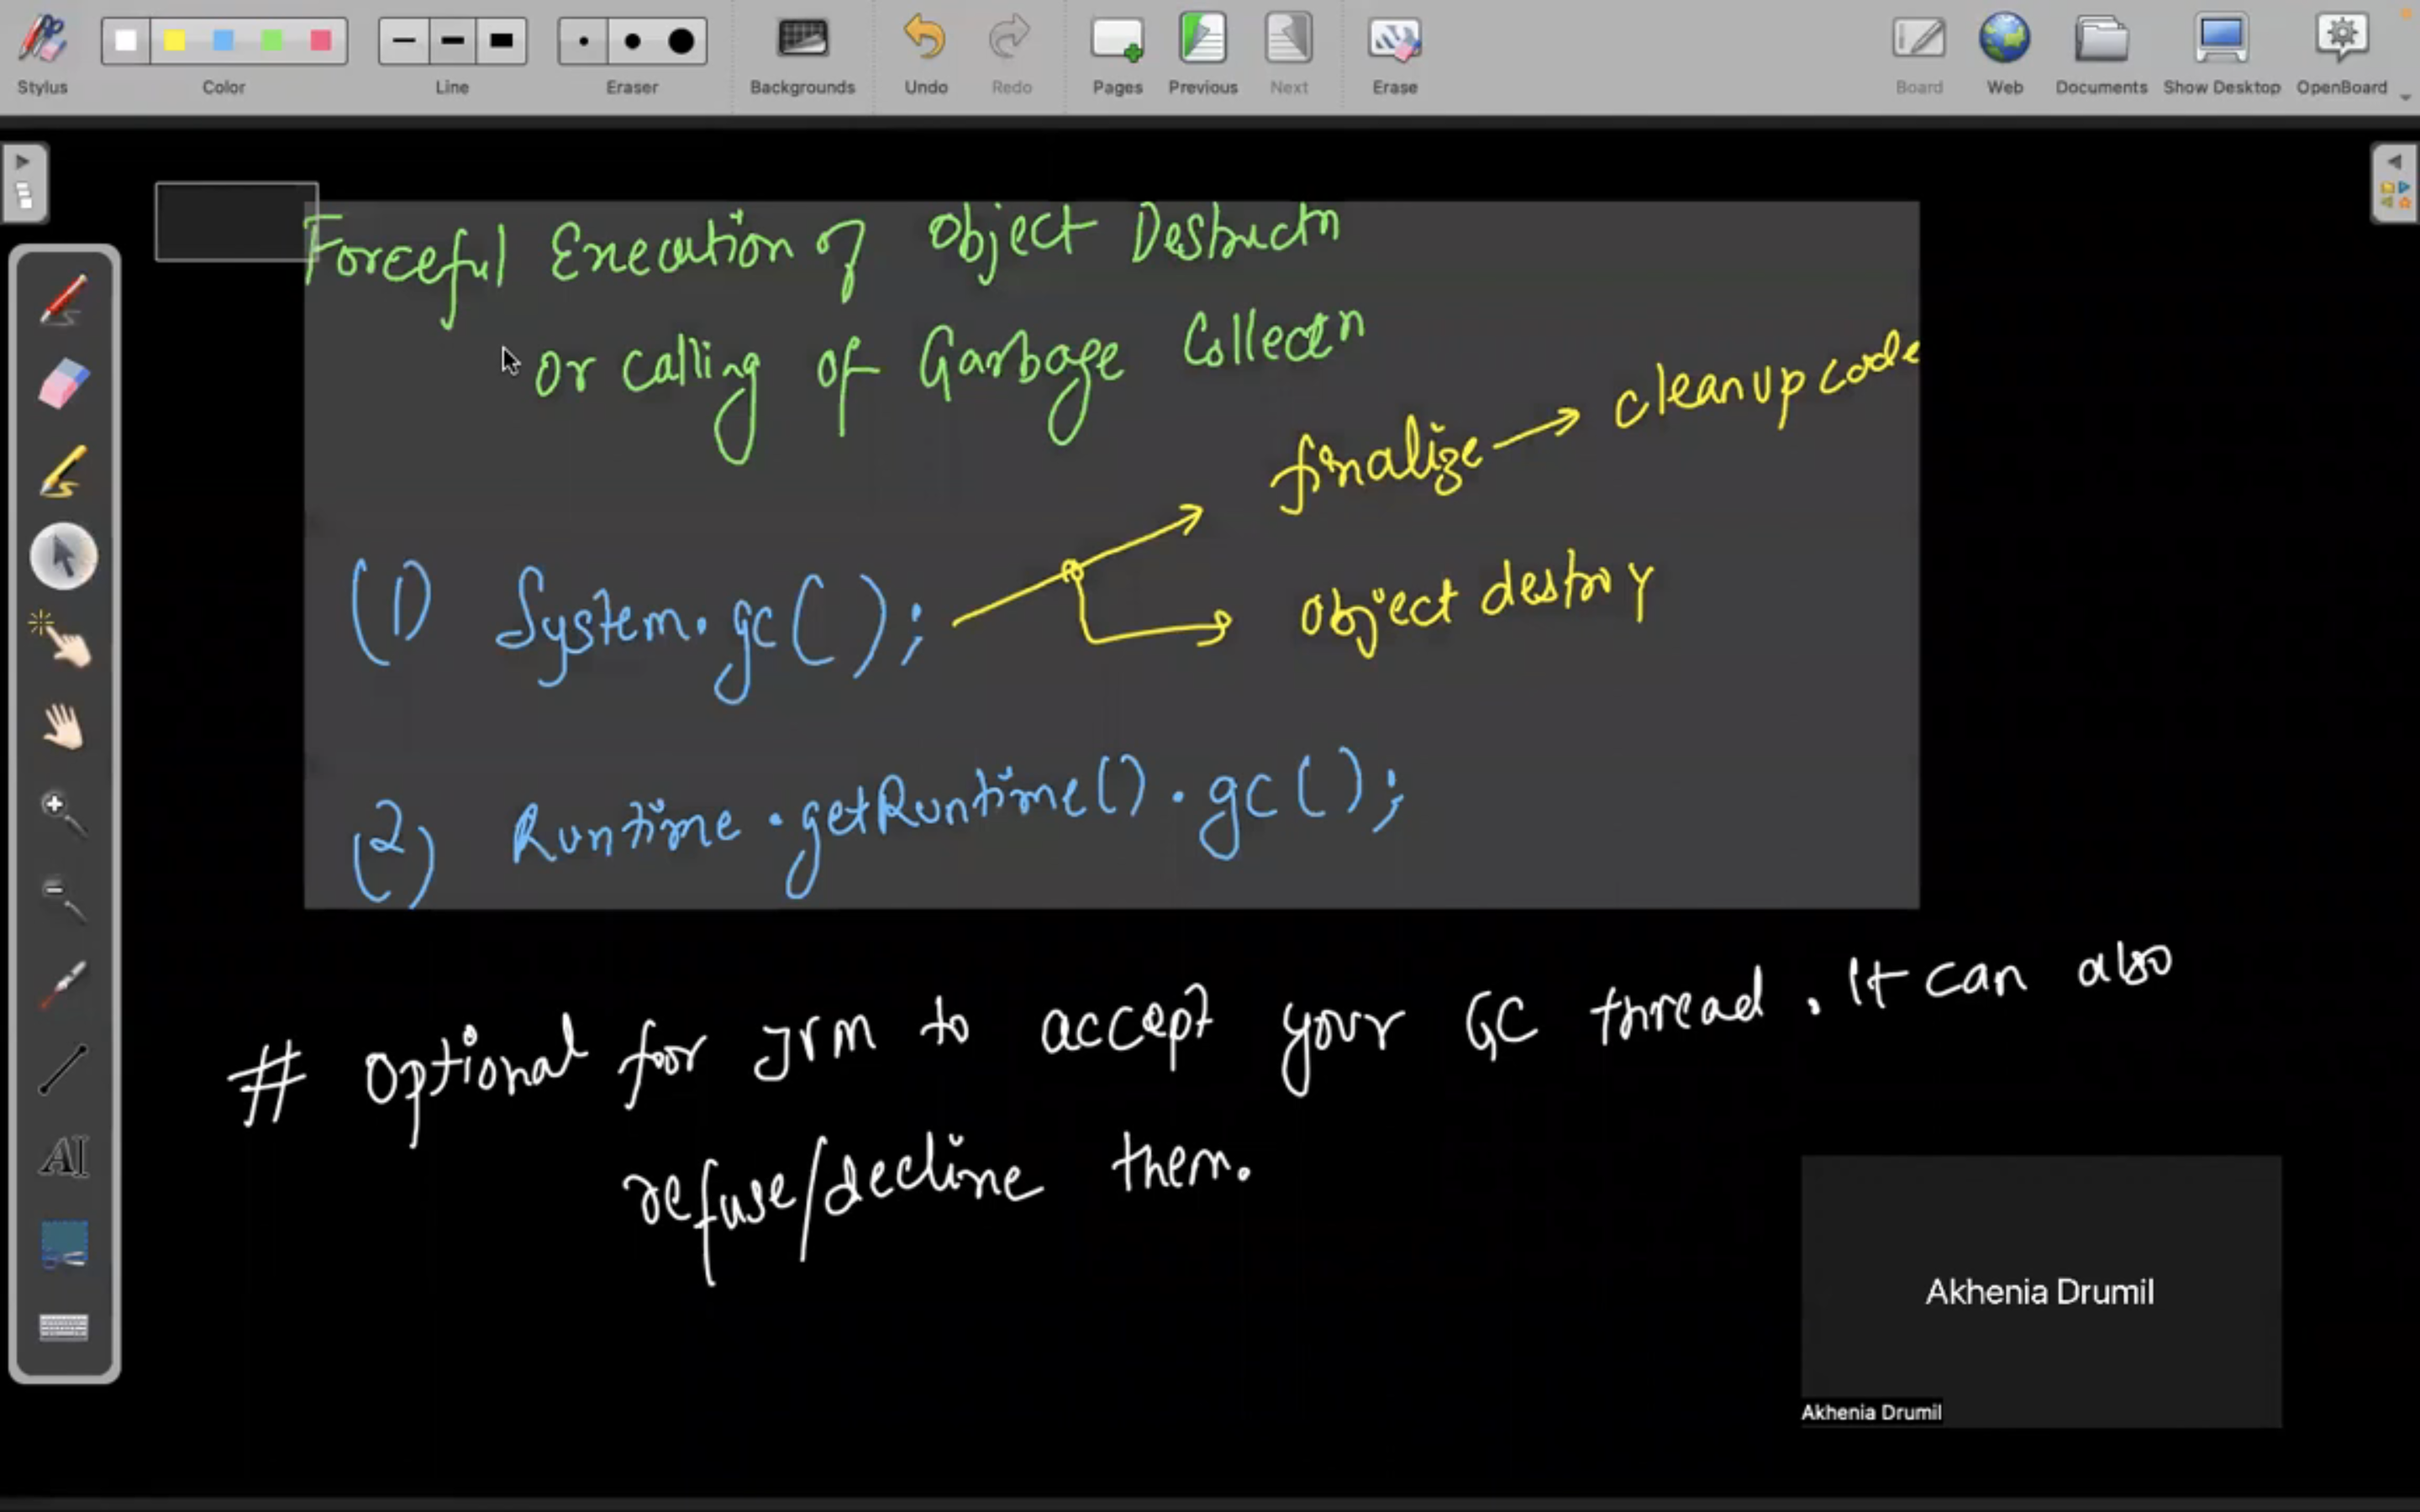 Stylus Color Line Eraser Backgrounds Undo Redo Pages Previous Next Erase Board Web Documents Show Desktop OpenBoard
Forceful Execution of Object Destructn
or calling of Garbage Collectn
finalize → cleanup code
(1) System.gc();
Object destroy
(2) Runtime.getRuntime().gc();
# Optional for JVM to accept your GC thread. It can also
refuse/decline them.
AI
Akhenia Drumil
Akhenia Drumil